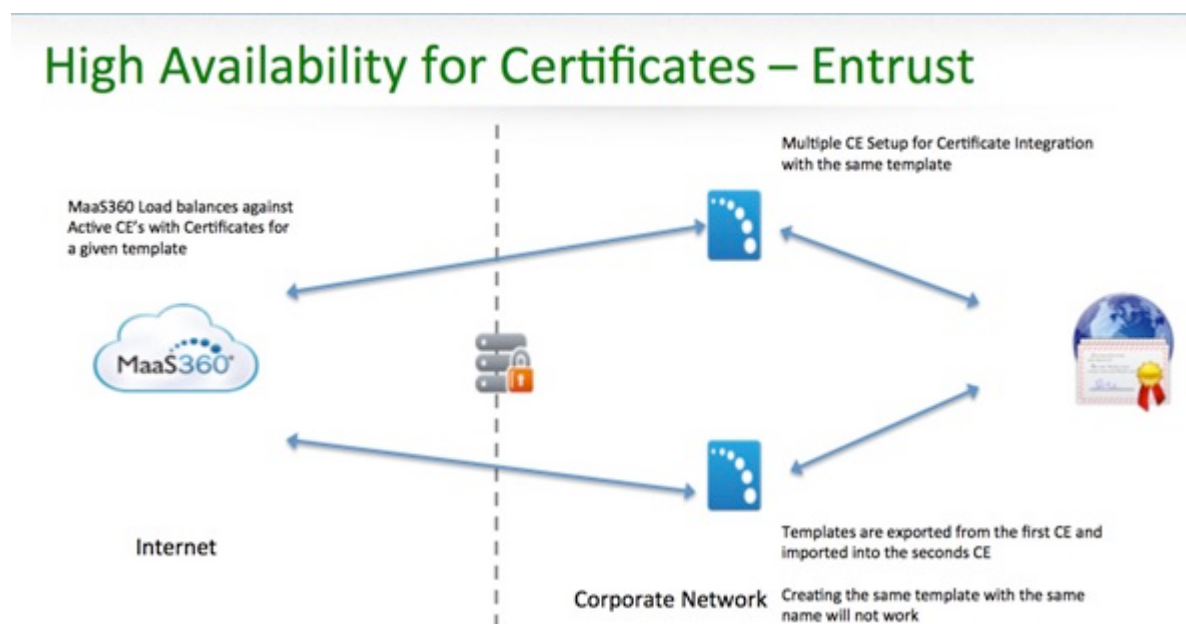 High Availability for Certificates – Entrust
Multiple CE Setup for Certificate Integration
with the same template
MaaS360 Load balances against
Active CE's with Certificates for
a given template
MaaS360
Internet
Templates are exported from the first CE and
imported into the seconds CE
Corporate Network
Creating the same template with the same
name will not work